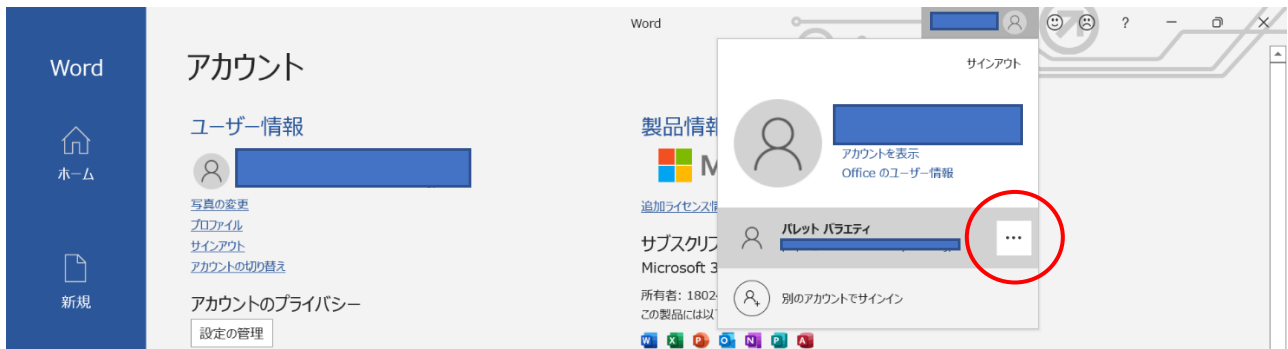 Word
サインアウト
Word
アカウント
ユーザー情報
製品情報
アカウントを表示
Office のユーザー情報
ホーム
写真の変更
プロファイル
サインアウト
アカウントの切り替え
追加ライセンス情
パレット バラエティ
...
サブスクリプ
Microsoft 3
別のアカウントでサインイン
新規
アカウントのプライバシー
設定の管理
所有者: 1802
この製品には以